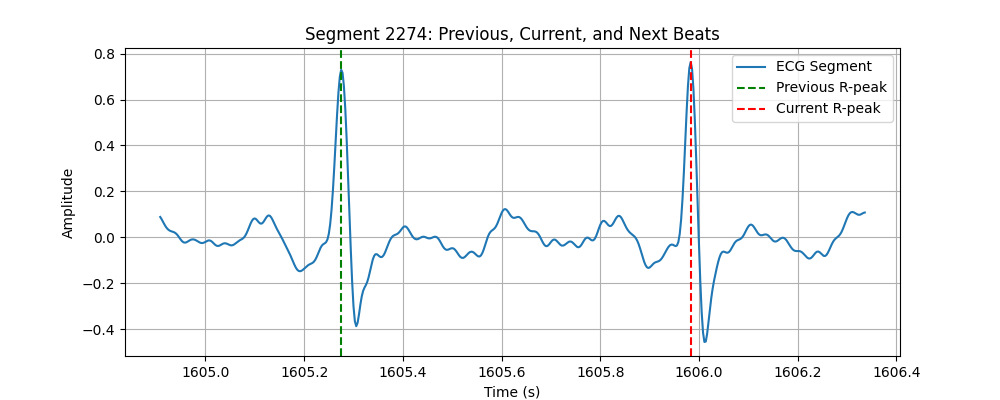 Segment 2274: Previous, Current, and Next Beats
ECG Segment
Previous R-peak
Current R-peak
Amplitude
0.8
0.6
0.4
0.2
0.0
−0.2
−0.4
1605.0 1605.2 1605.4 1605.6 1605.8 1606.0 1606.2 1606.4
Time (s)